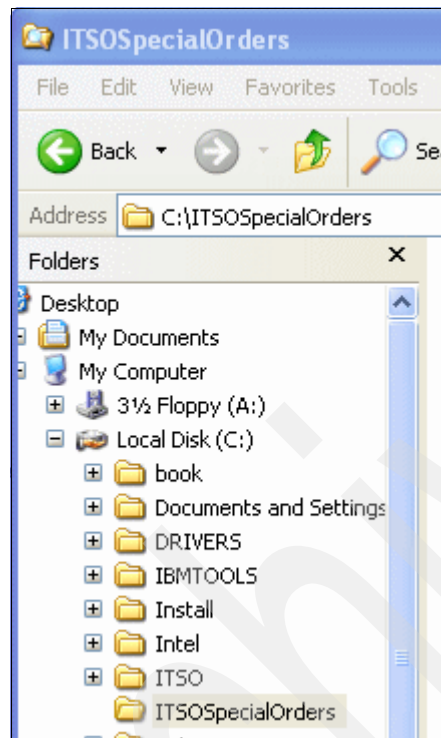 ITSOSpecialOrders
File Edit View Favorites Tools
Back
Address C:\ITSOSpecialOrders
Folders
Desktop
My Documents
My Computer
3½ Floppy (A:)
Local Disk (C:)
book
Documents and Settings
DRIVERS
IBMTOOLS
Install
Intel
ITSO
ITSOSpecialOrders